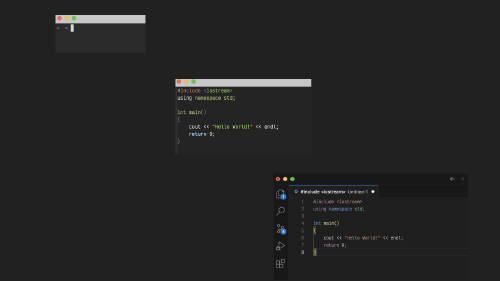 ~ ~
#include <iostream>
using namespace std;
int main()
{
cout << "Hello World!" << endl;
return 0;
}
#include <iostream> Untitled-1
1 #include <iostream>
2 using namespace std;
3
4 int main()
5 {
6 cout << "Hello World!" << endl;
7 return 0;
8 }